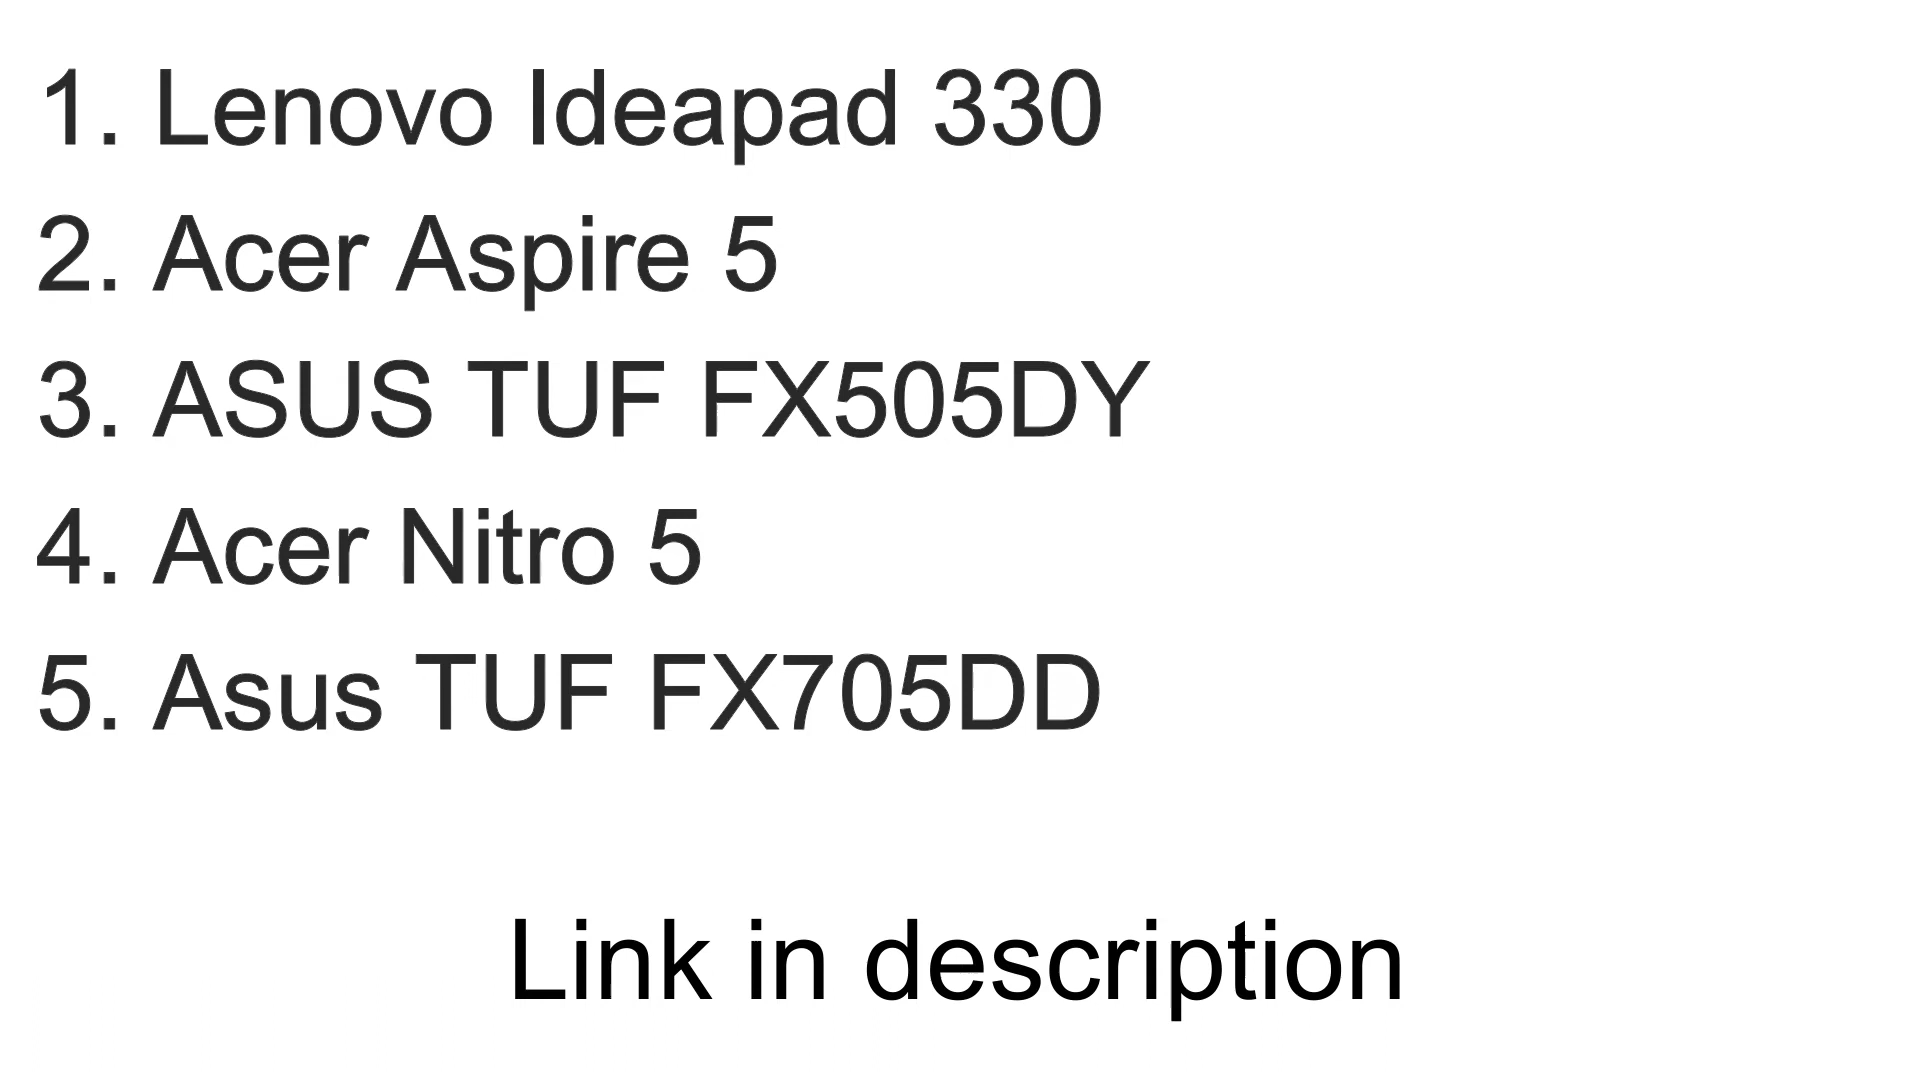 1. Lenovo Ideapad 330
2. Acer Aspire 5
3. ASUS TUF FX505DY
4. Acer Nitro 5
5. Asus TUF FX705DD
Link in description